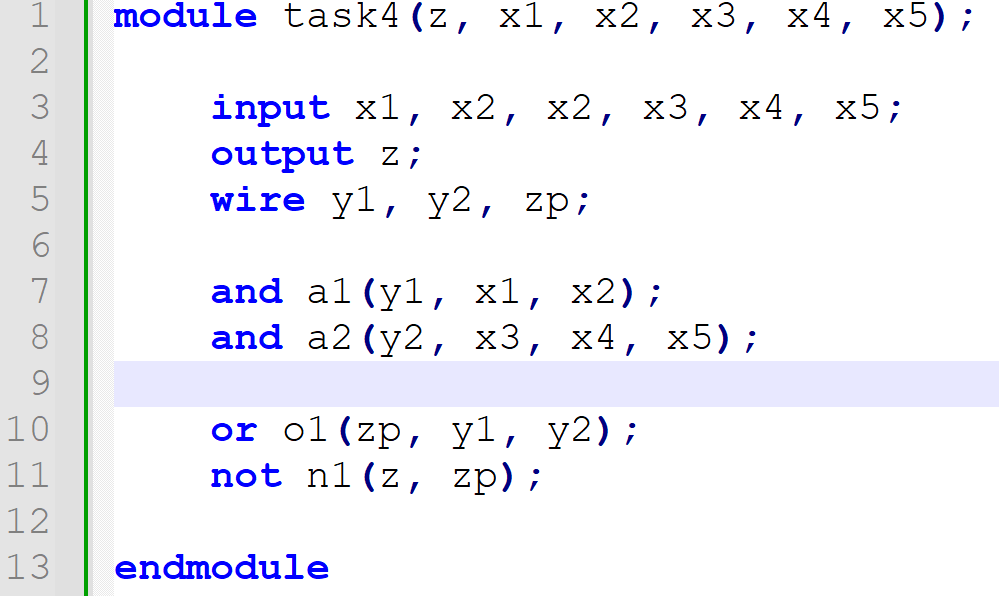 1 module task4(z, x1, x2, x3, x4, x5);
2
3 input x1, x2, x2, x3, x4, x5;
4 output z;
5 wire y1, y2, zp;
6
7 and a1(y1, x1, x2);
8 and a2(y2, x3, x4, x5);
9
10 or o1(zp, y1, y2);
11 not n1(z, zp);
12
13 endmodule